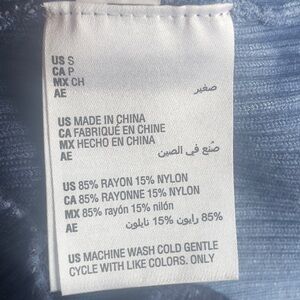 US S
CA P
MX CH
AE صغير
US MADE IN CHINA
CA FABRIQUÉ EN CHINE
MX HECHO EN CHINA
AE صُنع في الصين
US 85% RAYON 15% NYLON
CA 85% RAYONNE 15% NYLON
MX 85% rayón 15% nilón
AE 85% رايون 15% نايلون
US MACHINE WASH COLD GENTLE
CYCLE WITH LIKE COLORS. ONLY